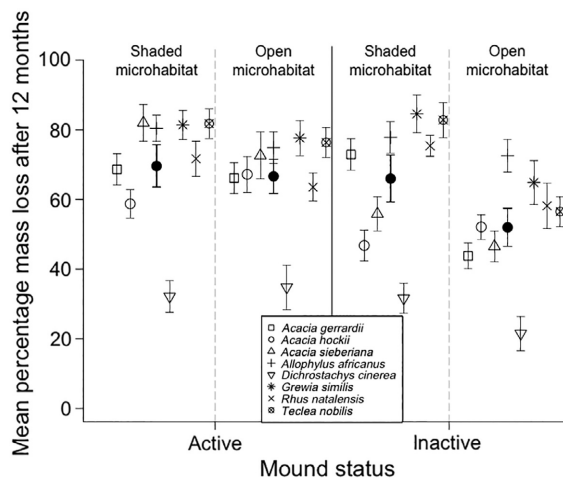 Mean percentage mass loss after 12 months
100
80
60
40
20
0
Shaded
microhabitat
Open
microhabitat
Shaded
microhabitat
Open
microhabitat
Acacia gerrardii
Acacia hockii
Acacia sieberiana
Allophylus africanus
Dichrostachys cinerea
Grewia similis
Rhus natalensis
Teclea nobilis
Active
Inactive
Mound status